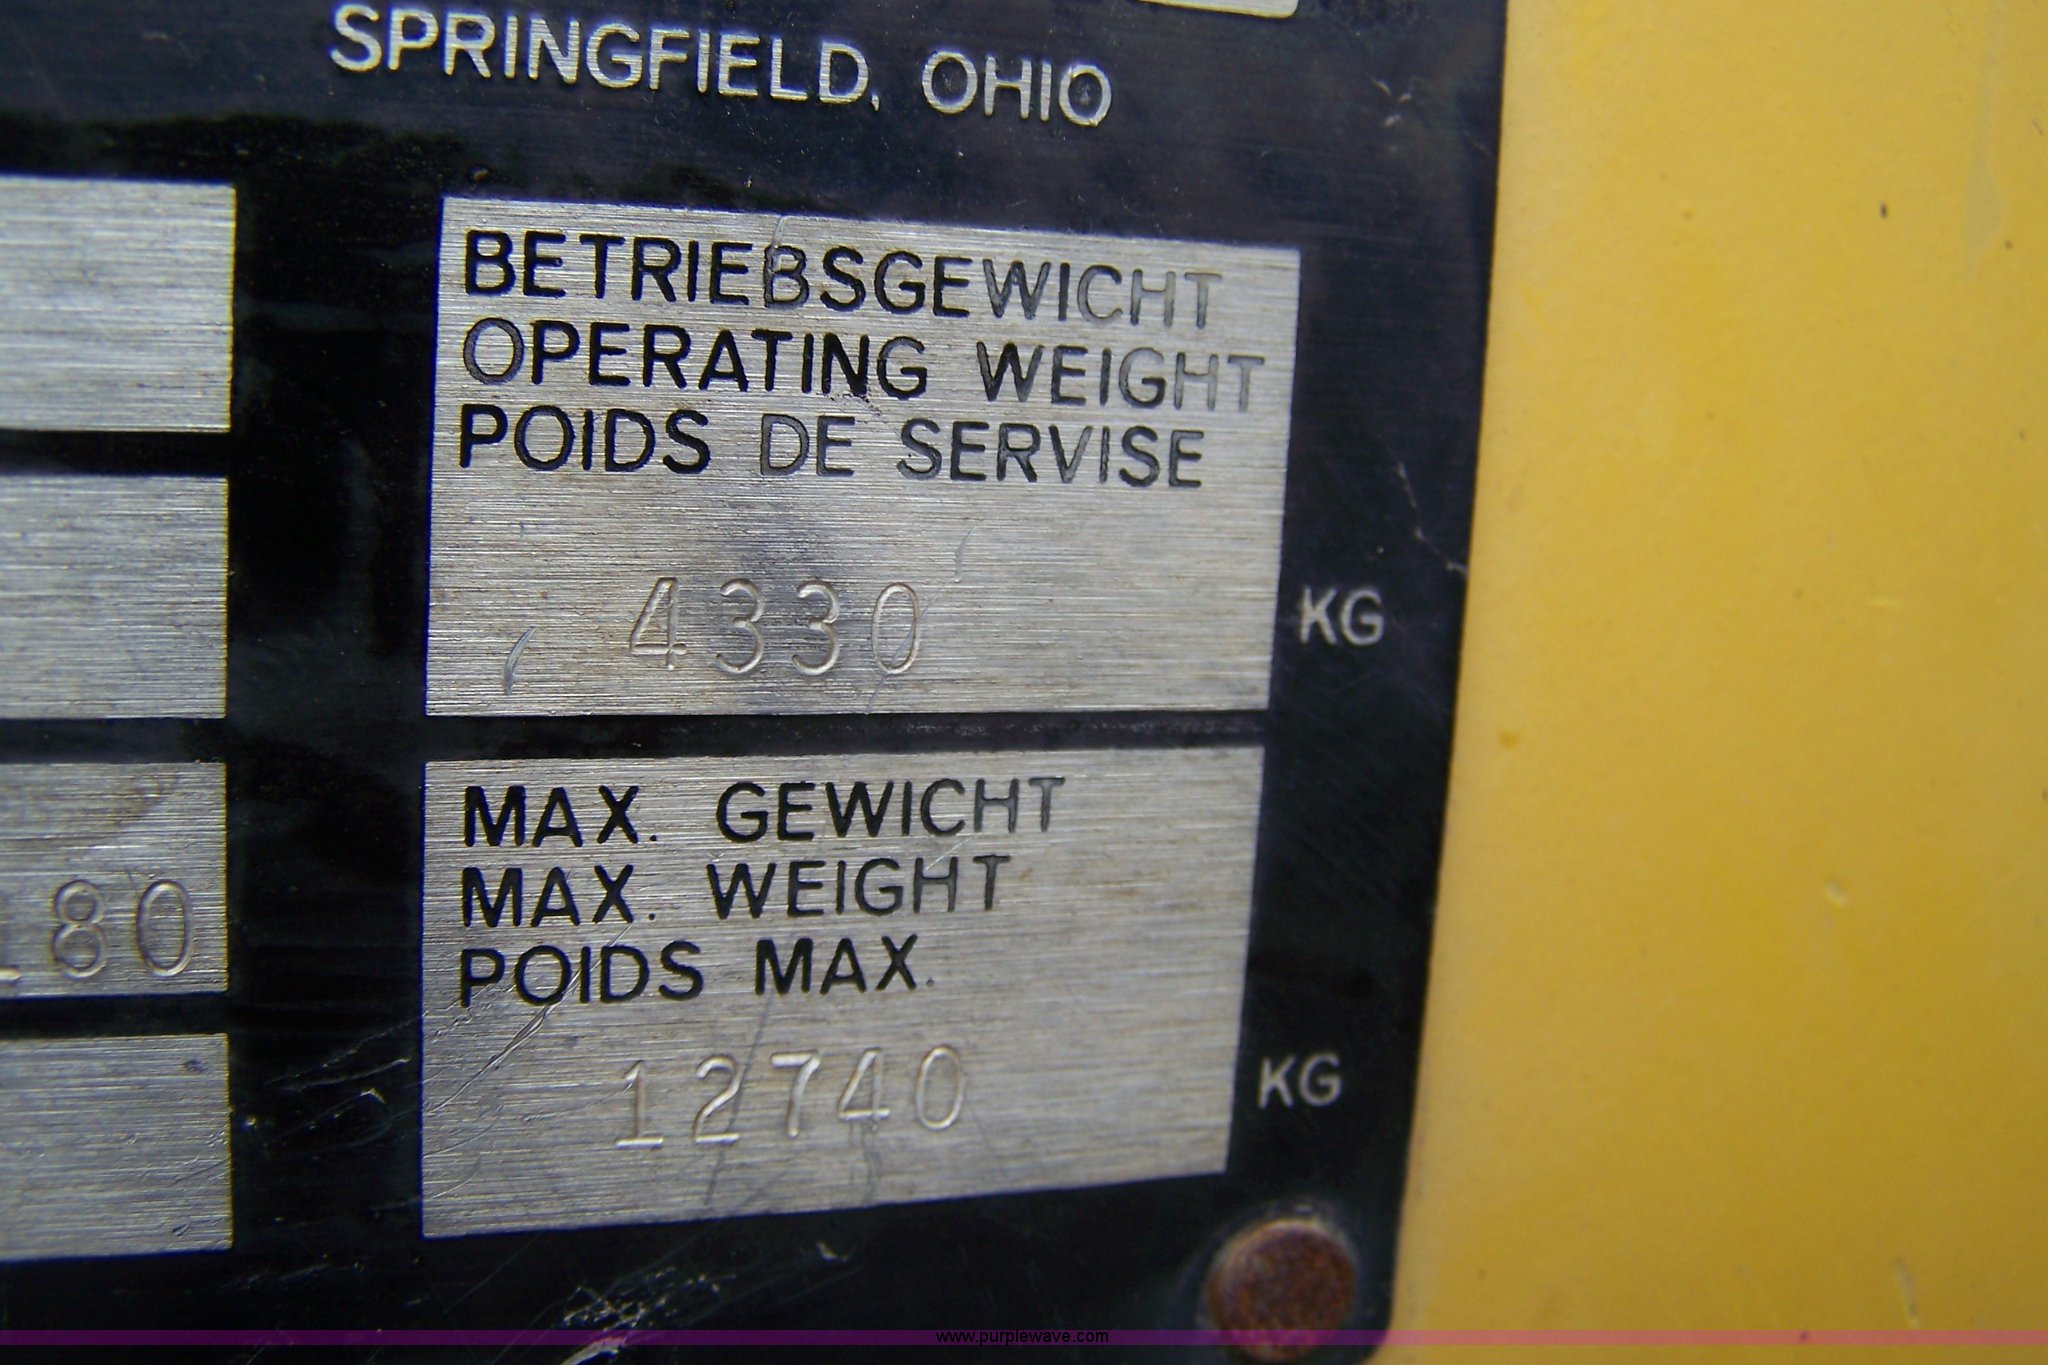 SPRINGFIELD, OHIO
BETRIEBSGEWICHT
OPERATING WEIGHT
POIDS DE SERVISE
4330 KG
MAX. GEWICHT
MAX. WEIGHT
POIDS MAX.
180
12740 KG
www.purplewave.com